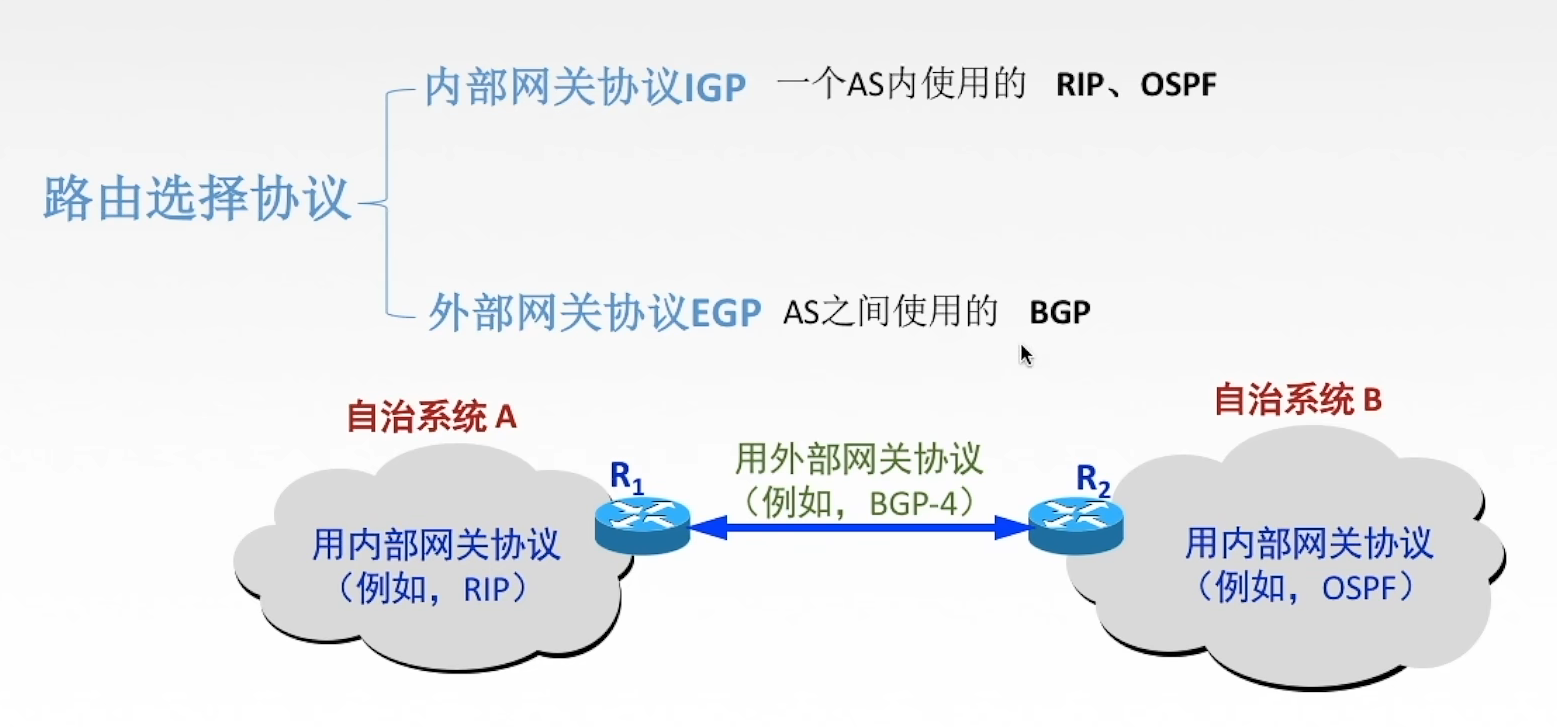 内部网关协议IGP 一个AS内使用的 RIP、OSPF
路由选择协议
外部网关协议EGP AS之间使用的 BGP
自治系统 A
自治系统 B
用外部网关协议
（例如，BGP-4）
R1
R2
用内部网关协议
（例如，RIP）
用内部网关协议
（例如，OSPF）